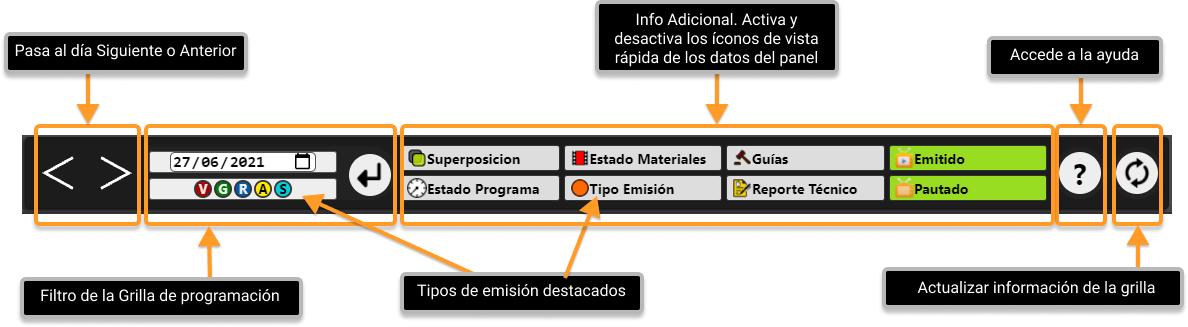 Info Adicional. Activa y
desactiva los íconos de vista
rápida de los datos del panel
Pasa al día Siguiente o Anterior
Accede a la ayuda
< >
27/06/2021
V G R A S
Superposicion
Estado Materiales
Guías
Emitido
Estado Programa
Tipo Emisión
Reporte Técnico
Pautado
?
Filtro de la Grilla de programación
Tipos de emisión destacados
Actualizar información de la grilla